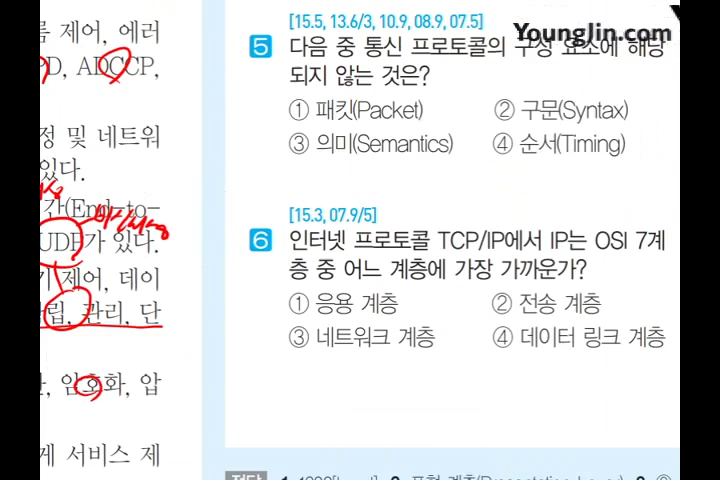 름 제어, 에러
PD, ADCCP,
정 및 네트워
있다.
간(End-to-
UDP가 있다.
기 제어, 데이
립, 관리, 단
암호화, 압
게 서비스 제
Younglin.com
[15.5, 13.6/3, 10.9, 08.9, 07.5]
5 다음 중 통신 프로토콜의 구성 요소에 해당
되지 않는 것은?
① 패킷(Packet) ② 구문(Syntax)
③ 의미(Semantics) ④ 순서(Timing)
[15.3, 07.9/5]
6 인터넷 프로토콜 TCP/IP에서 IP는 OSI 7계
층 중 어느 계층에 가장 가까운가?
① 응용 계층 ② 전송 계층
③ 네트워크 계층 ④ 데이터 링크 계층